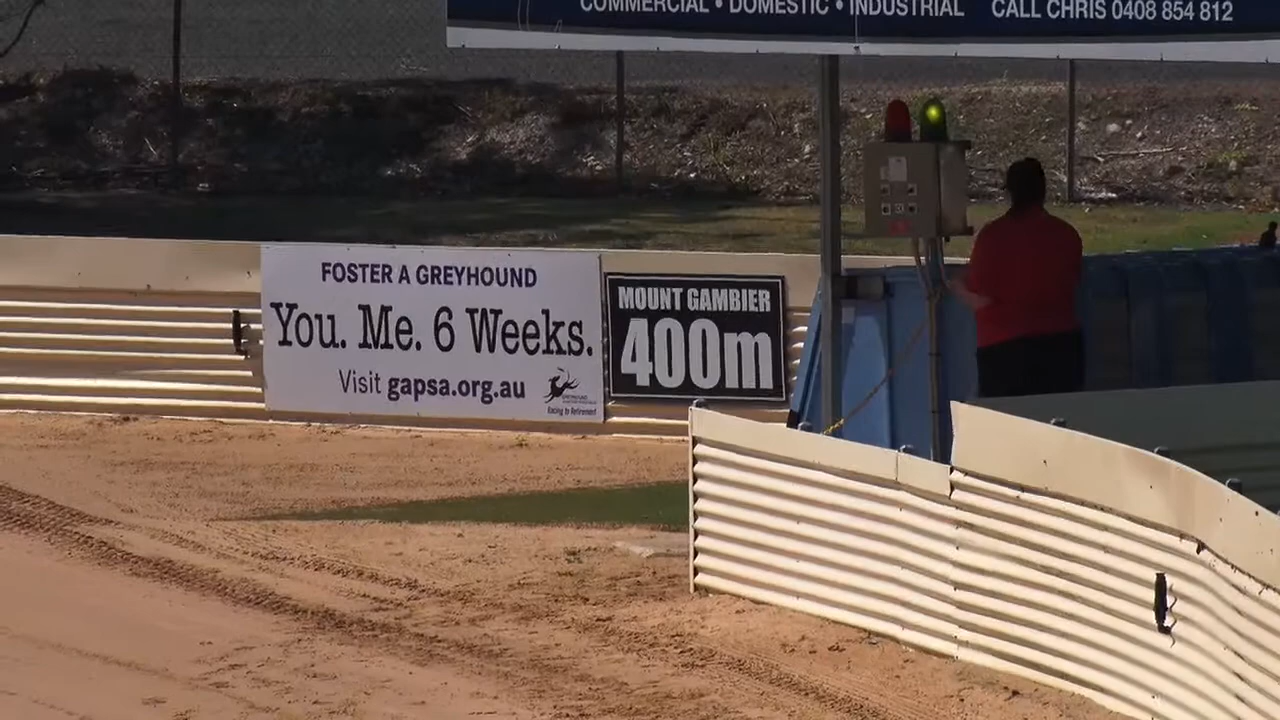 COMMERCIAL • DOMESTIC • INDUSTRIAL CALL CHRIS 0408 854 812
FOSTER A GREYHOUND
You. Me. 6 Weeks.
Visit gapsa.org.au
GREYHOUND
Racing to Retirement
MOUNT GAMBIER
400m